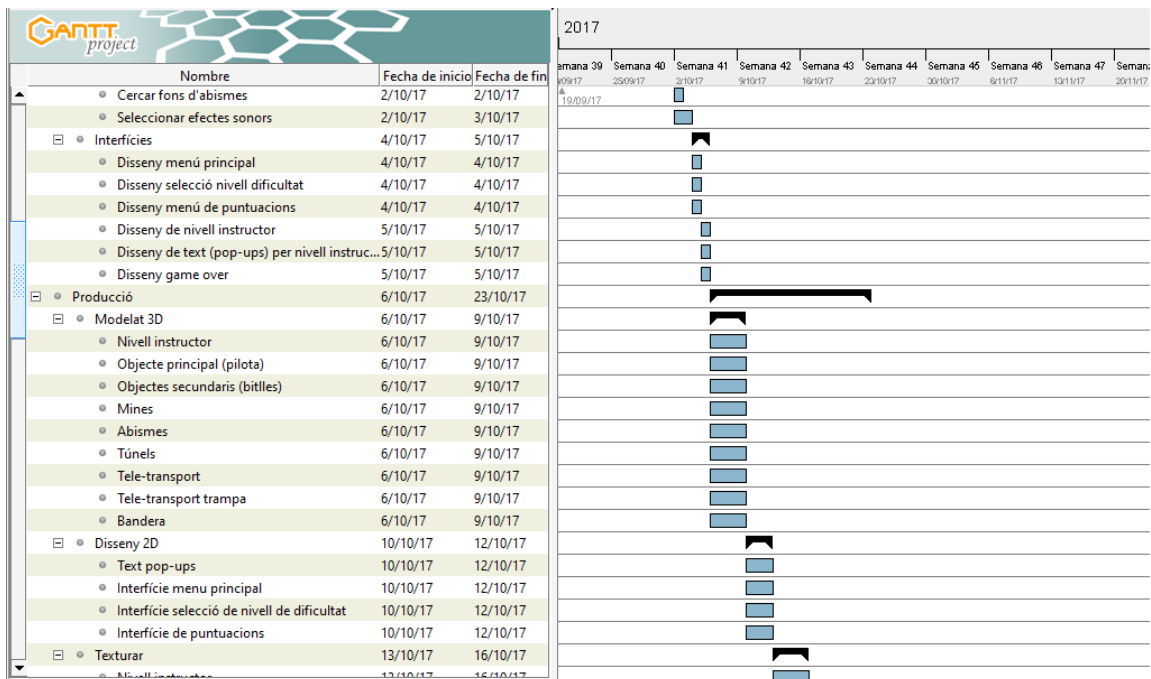 GANTT
project
2017
Nombre Fecha de inicio Fecha de fin
emana 39 Semana 40 Semana 41 Semana 42 Semana 43 Semana 44 Semana 45 Semana 46 Semana 47 Seman
/09/17 25/09/17 2/10/17 9/10/17 16/10/17 23/10/17 30/10/17 6/11/17 13/11/17 20/11/17
19/09/17
Cercar fons d'abismes 2/10/17 2/10/17
Seleccionar efectes sonors 2/10/17 3/10/17
Interfícies 4/10/17 5/10/17
Disseny menú principal 4/10/17 4/10/17
Disseny selecció nivell dificultat 4/10/17 4/10/17
Disseny menú de puntuacions 4/10/17 4/10/17
Disseny de nivell instructor 5/10/17 5/10/17
Disseny de text (pop-ups) per nivell instruc... 5/10/17 5/10/17
Disseny game over 5/10/17 5/10/17
Producció 6/10/17 23/10/17
Modelat 3D 6/10/17 9/10/17
Nivell instructor 6/10/17 9/10/17
Objecte principal (pilota) 6/10/17 9/10/17
Objectes secundaris (bitlles) 6/10/17 9/10/17
Mines 6/10/17 9/10/17
Abismes 6/10/17 9/10/17
Túnels 6/10/17 9/10/17
Tele-transport 6/10/17 9/10/17
Tele-transport trampa 6/10/17 9/10/17
Bandera 6/10/17 9/10/17
Disseny 2D 10/10/17 12/10/17
Text pop-ups 10/10/17 12/10/17
Interfície menu principal 10/10/17 12/10/17
Interfície selecció de nivell de dificultat 10/10/17 12/10/17
Interfície de puntuacions 10/10/17 12/10/17
Texturar 13/10/17 16/10/17
Nivell instructor 13/10/17 16/10/17